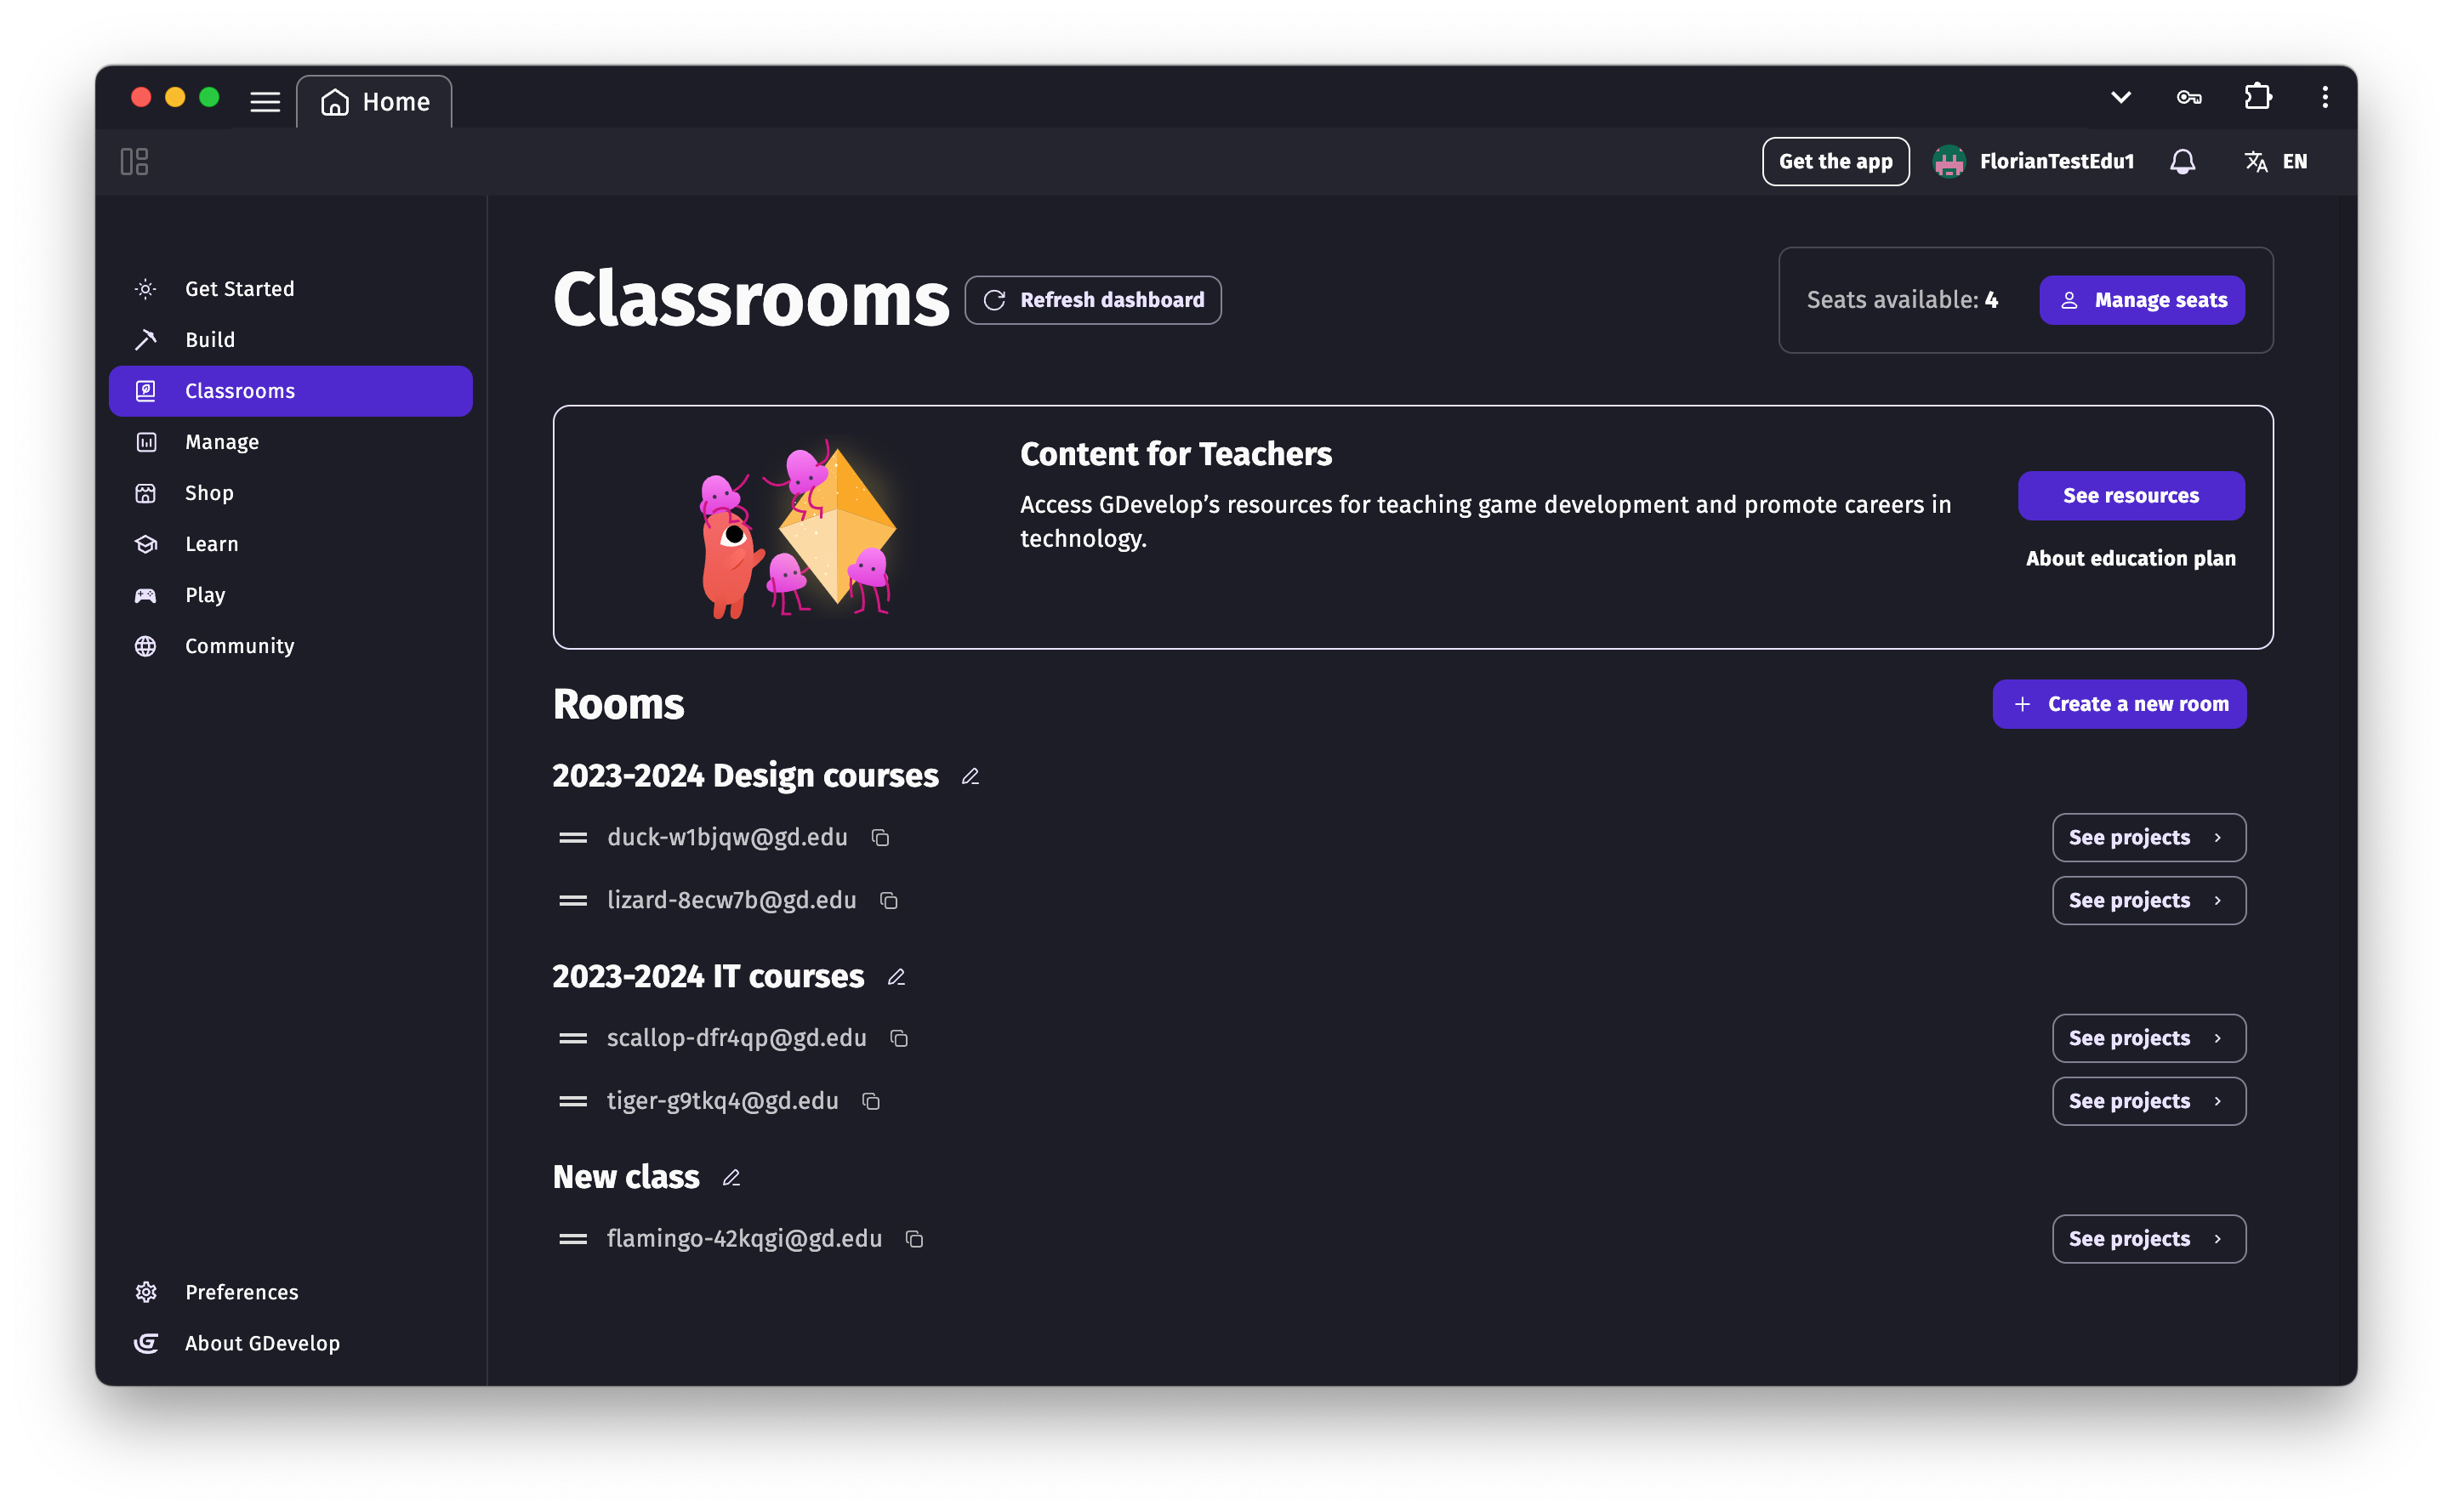 Home
Get the app
FlorianTestEdu1
EN
Get Started
Build
Classrooms
Manage
Shop
Learn
Play
Community
Preferences
About GDevelop
Classrooms
Refresh dashboard
Seats available: 4
Manage seats
Content for Teachers
Access GDevelop’s resources for teaching game development and promote careers in
technology.
See resources
About education plan
Rooms
Create a new room
2023-2024 Design courses
duck-w1bjqw@gd.edu
See projects
lizard-8ecw7b@gd.edu
See projects
2023-2024 IT courses
scallop-dfr4qp@gd.edu
See projects
tiger-g9tkq4@gd.edu
See projects
New class
flamingo-42kqgi@gd.edu
See projects